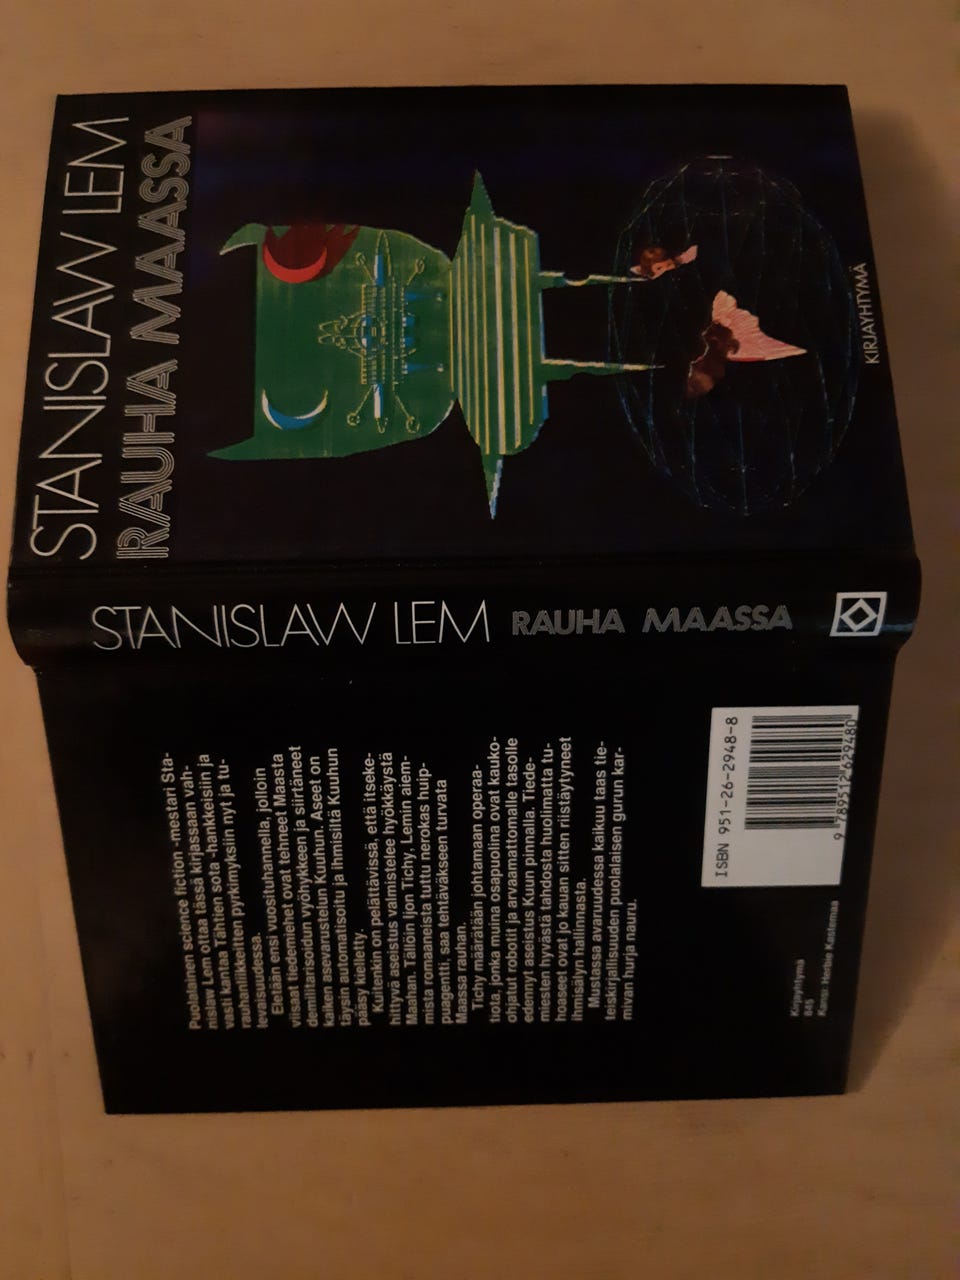 STANISLAW LEM
RAUHA MAASSA
KIRJAYHTYMÄ
STANISLAW LEM RAUHA MAASSA
Puolalainen science fiction -mestari Sta-
nislaw Lem ottaa tässä kirjassaan vah-
vasti kantaa Tähtien sota -hankkeisiin ja
rauhanliikkeiten pyrkimyksiin nyt ja tu-
levaisuudessa.
Eletään ensi vuosituhannella, jolloin
viisaat tiedemiehet ovat tehneet Maasta
demilitarisoidun vyöhykkeen ja siirtäneet
kaiken asevarustelun Kuuhun. Aseet on
täysin automatisoitu ja ihmisiltä Kuuhun
pääsy kielletty.
Kuitenkin on pelättävissä, että itseke-
hittyvä aseistus valmistelee hyökkäystä
Maahan. Tällöin Ijon Tichy, Lemin aiem-
mista romaaneista tuttu nerokas huip-
puagentti, saa tehtäväkseen turvata
Maassa rauhan.
Tichy määrätään johtamaan operaa-
tiota, jonka muina osapuolina ovat kauko-
ohjatut robotit ja arvaamattomalle tasolle
edennyt aseistus Kuun pinnalla. Tiede-
miesten hyvästä tahdosta huolimatta tu-
hoaseet ovat jo kauan sitten riistäytyneet
ihmisälyn hallinnasta.
Mustassa avaruudessa kaikuu taas tie-
teiskirjallisuuden puolalaisen gurun kar-
mivan hurja nauru.
Kirjayhtymä
845
Kansi: Herbie Kastemaa
ISBN 951-26-2948-8
9 789512 629480